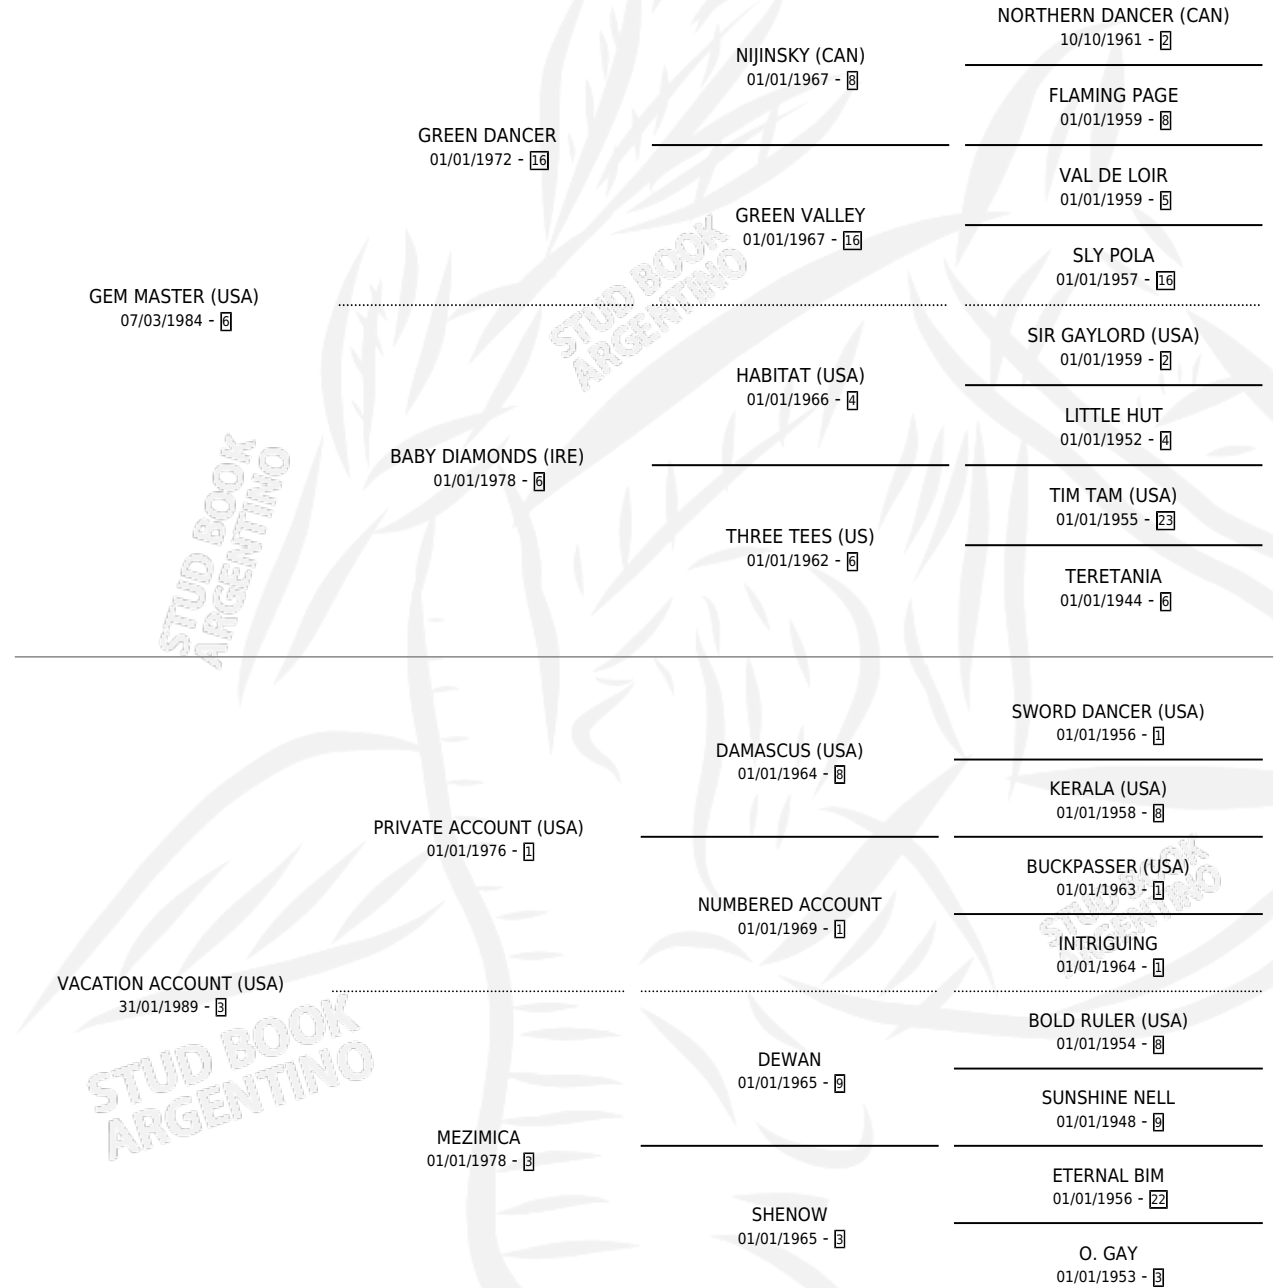 NORTHERN DANCER (CAN)
10/10/1961 - 2
NIJINSKY (CAN)
01/01/1967 - 8
FLAMING PAGE
01/01/1959 - 8
GREEN DANCER
01/01/1972 - 16
VAL DE LOIR
01/01/1959 - 5
GREEN VALLEY
01/01/1967 - 16
SLY POLA
01/01/1957 - 16
GEM MASTER (USA)
07/03/1984 - 6
SIR GAYLORD (USA)
01/01/1959 - 2
HABITAT (USA)
01/01/1966 - 4
LITTLE HUT
01/01/1952 - 4
BABY DIAMONDS (IRE)
01/01/1978 - 6
TIM TAM (USA)
01/01/1955 - 23
THREE TEES (US)
01/01/1962 - 6
TERETANIA
01/01/1944 - 6
SWORD DANCER (USA)
01/01/1956 - 1
DAMASCUS (USA)
01/01/1964 - 8
KERALA (USA)
01/01/1958 - 8
PRIVATE ACCOUNT (USA)
01/01/1976 - 1
BUCKPASSER (USA)
01/01/1963 - 1
NUMBERED ACCOUNT
01/01/1969 - 1
INTRIGUING
01/01/1964 - 1
VACATION ACCOUNT (USA)
31/01/1989 - 3
BOLD RULER (USA)
01/01/1954 - 8
DEWAN
01/01/1965 - 9
SUNSHINE NELL
01/01/1948 - 9
MEZIMICA
01/01/1978 - 3
ETERNAL BIM
01/01/1956 - 22
SHENOW
01/01/1965 - 3
O. GAY
01/01/1953 - 3
STUD BOOK
ARGENTINO
STUD BOOK
ARGENTINO
STUD BOOK
ARGENTINO
STUD BOOK
ARGENTINO